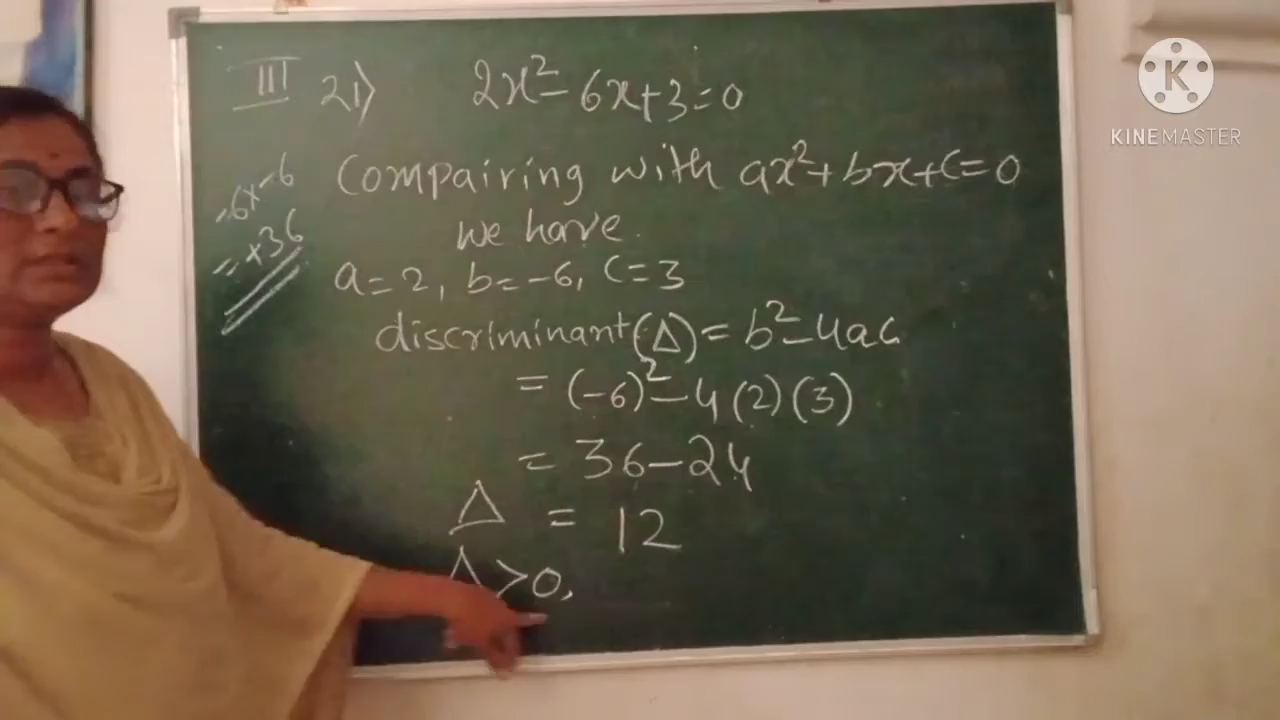 III 21) 2x² - 6x + 3 = 0
Compairing with ax² + bx + c = 0
we have.
a = 2, b = -6, c = 3
discriminant (Δ) = b² - 4ac
= (-6)² - 4 (2) (3)
= 36 - 24
Δ = 12
Δ > 0,
-6x -6
= +36
KINEMASTER